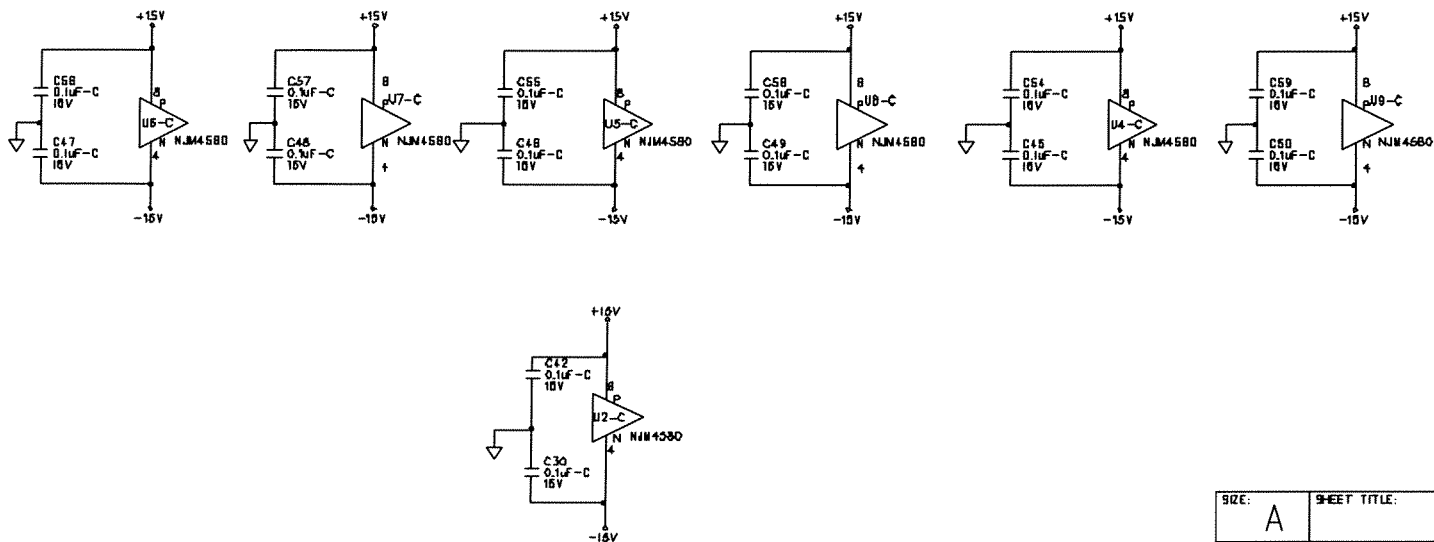 +15V
C56
0.1uF-C
16V
C47
0.1uF-C
16V
8
P
U6-C
N
4
NJM4580
-15V
+15V
C57
0.1uF-C
16V
C46
0.1uF-C
16V
8
P
U7-C
N
4
NJM4580
-15V
+15V
C55
0.1uF-C
16V
C48
0.1uF-C
16V
8
P
U5-C
N
4
NJM4580
-15V
+15V
C58
0.1uF-C
16V
C49
0.1uF-C
16V
8
P
U8-C
N
4
NJM4580
-15V
+15V
C54
0.1uF-C
16V
C45
0.1uF-C
16V
8
P
U4-C
N
4
NJM4580
-15V
+15V
C59
0.1uF-C
16V
C50
0.1uF-C
16V
8
P
U9-C
N
4
NJM4580
-15V
+15V
C42
0.1uF-C
16V
C30
0.1uF-C
16V
8
P
U2-C
N
4
NJM4580
-15V
SIZE:
A
SHEET TITLE: